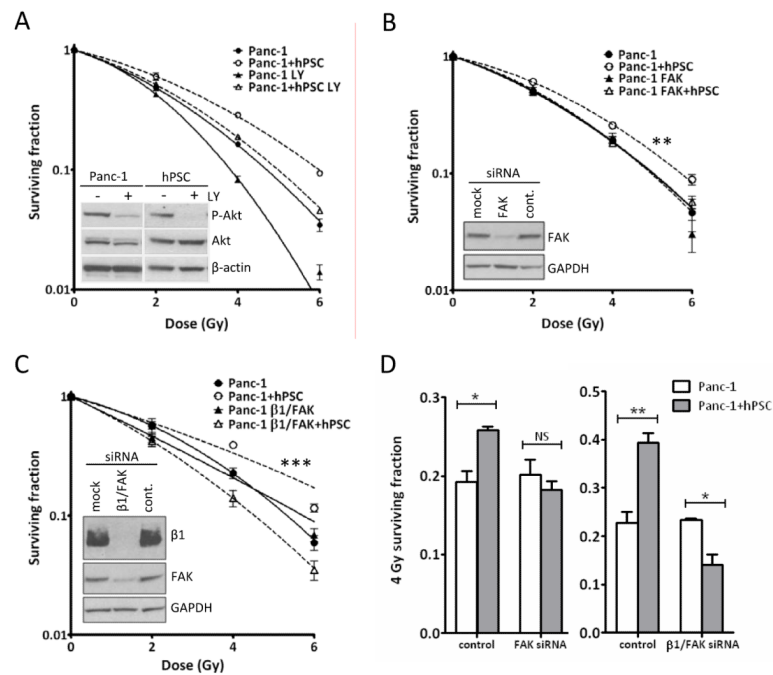 A
Panc-1
Panc-1+hPSC
Panc-1 LY
Panc-1+hPSC LY
Surviving fraction
1
0.1
0.01
0 2 4 6
Dose (Gy)
Panc-1 hPSC
- + - + LY
P-Akt
Akt
β-actin
B
Panc-1
Panc-1+hPSC
Panc-1 FAK
Panc-1 FAK+hPSC
**
Surviving fraction
1
0.1
0.01
0 2 4 6
Dose (Gy)
siRNA
mock FAK cont.
FAK
GAPDH
C
Panc-1
Panc-1+hPSC
Panc-1 β1/FAK
Panc-1 β1/FAK+hPSC
***
Surviving fraction
1
0.1
0.01
0 2 4 6
Dose (Gy)
siRNA
mock β1/FAK cont.
β1
FAK
GAPDH
D
Panc-1
Panc-1+hPSC
4 Gy surviving fraction
0.3
0.2
0.1
0.0
* NS
control FAK siRNA
0.5
0.4
0.3
0.2
0.1
0.0
** *
control β1/FAK siRNA